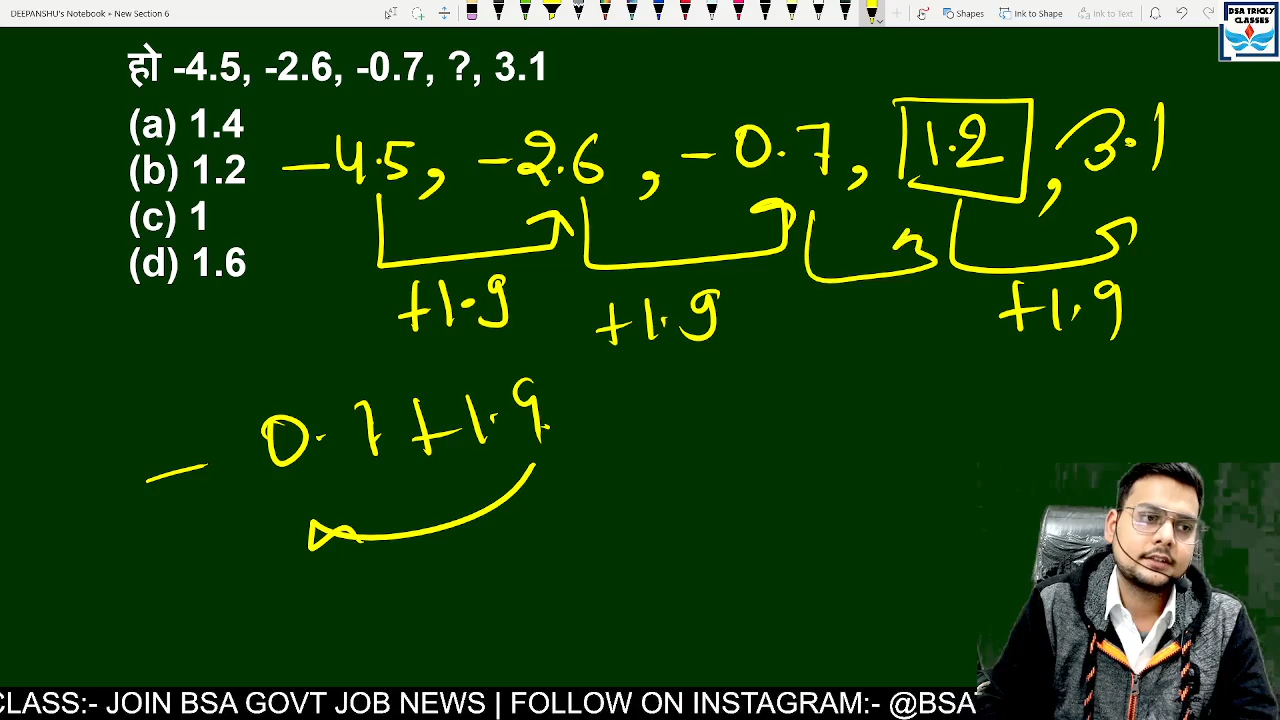 DEEPANSHU's Notebook ▸ New Section 6
Shapes Ink to Shape Ink to Text
BSA TRICKY
CLASSES
हो -4.5, -2.6, -0.7, ?, 3.1
(a) 1.4
(b) 1.2
(c) 1
(d) 1.6
-4.5, -2.6, -0.7, 1.2, 3.1
+1.9 +1.9 +1.9
- 0.7+1.9
CLASS:- JOIN BSA GOVT JOB NEWS | FOLLOW ON INSTAGRAM:- @BSA